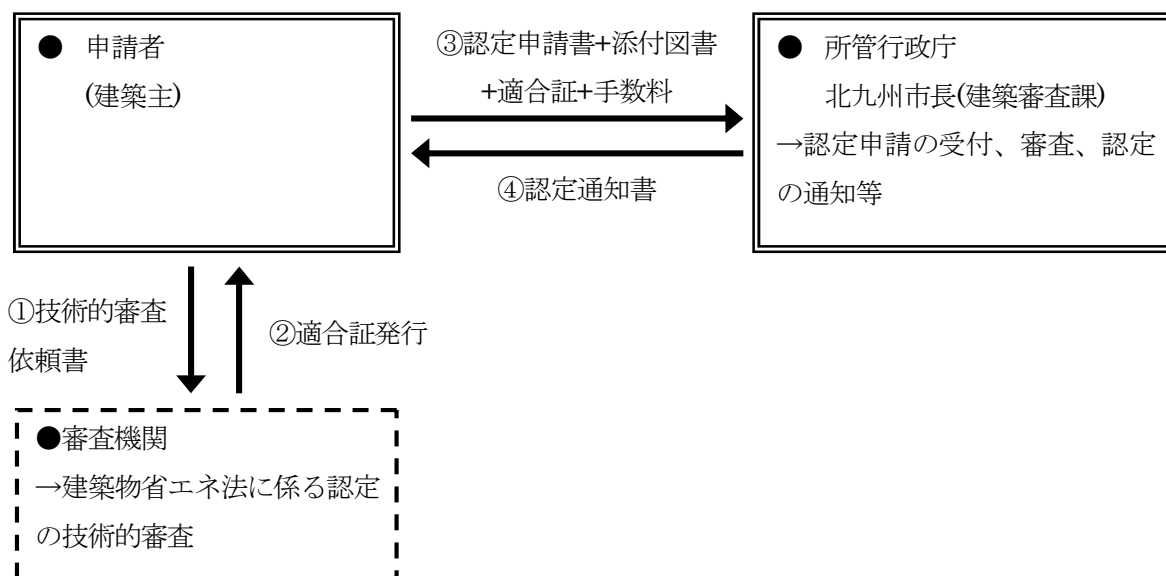 ● 申請者
(建築主)
③認定申請書+添付図書
+適合証+手数料
④認定通知書
● 所管行政庁
北九州市長(建築審査課)
→認定申請の受付、審査、認定
の通知等
①技術的審査
依頼書
②適合証発行
●審査機関
→建築物省エネ法に係る認定
の技術的審査